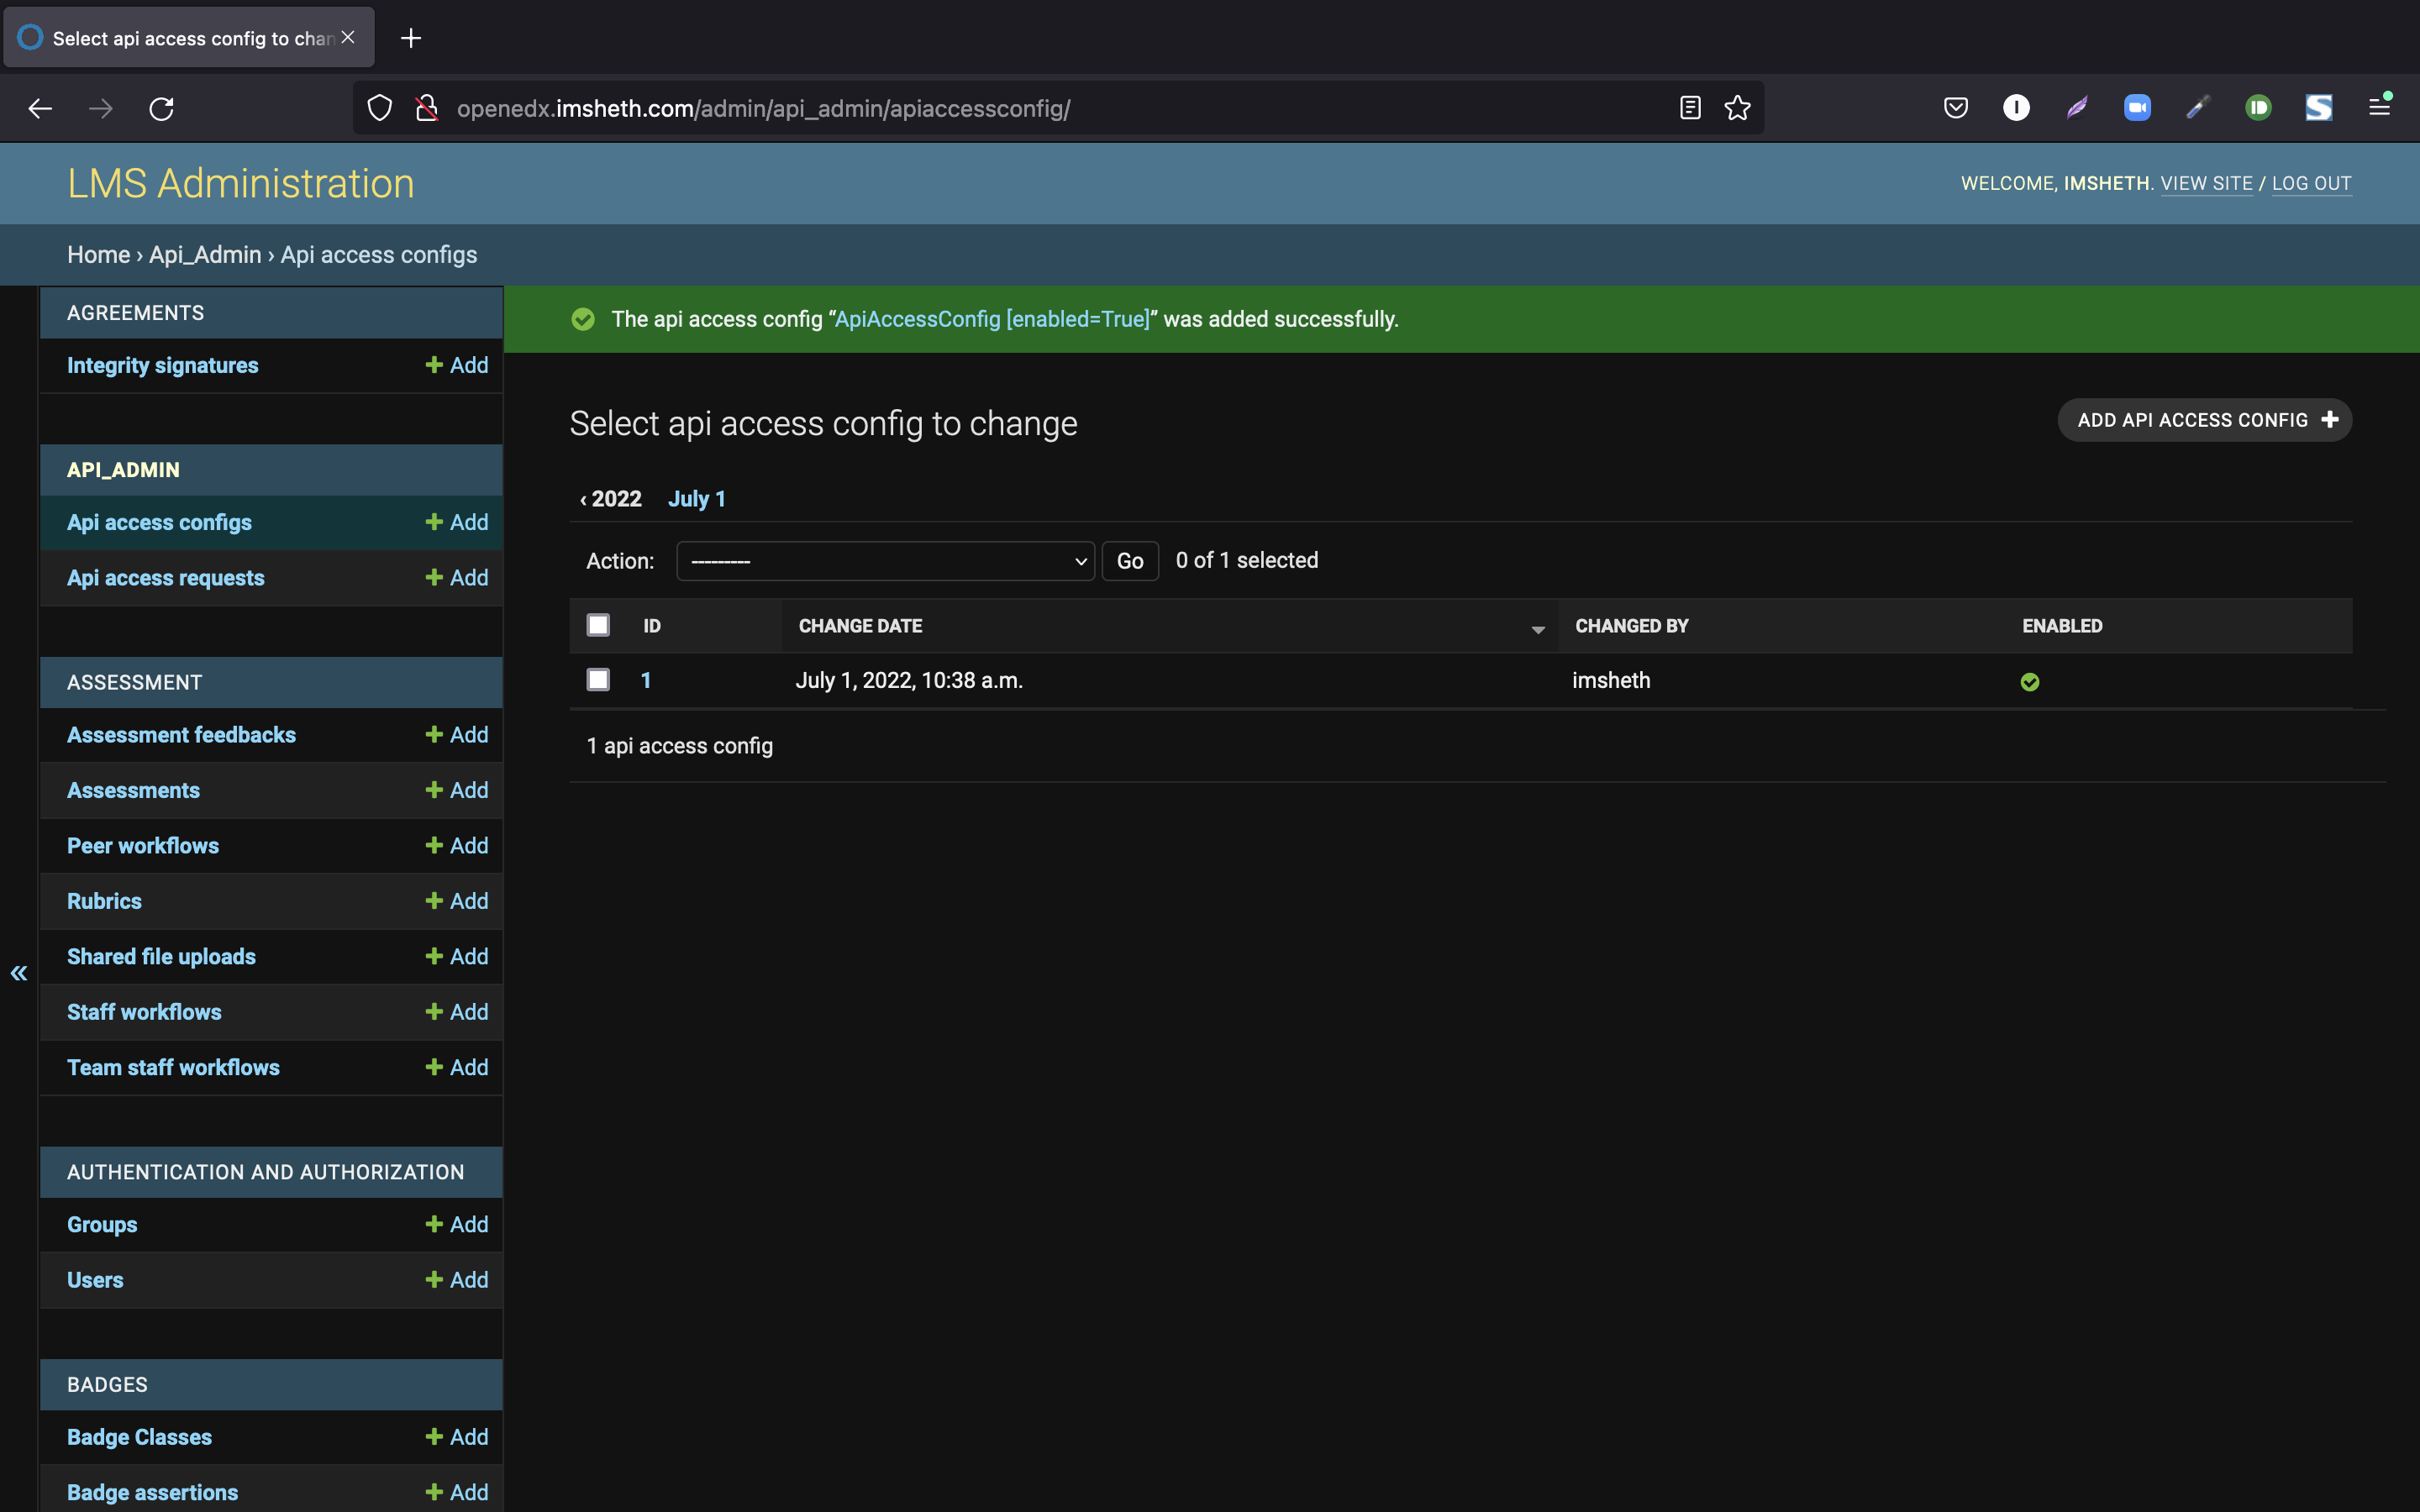 Select api access config to chan
openedx.imsheth.com/admin/api_admin/apiaccessconfig/
LMS Administration
WELCOME, IMSHETH. VIEW SITE / LOG OUT
Home › Api_Admin › Api access configs
AGREEMENTS
Integrity signatures + Add
API_ADMIN
Api access configs + Add
Api access requests + Add
ASSESSMENT
Assessment feedbacks + Add
Assessments + Add
Peer workflows + Add
Rubrics + Add
Shared file uploads + Add
Staff workflows + Add
Team staff workflows + Add
AUTHENTICATION AND AUTHORIZATION
Groups + Add
Users + Add
BADGES
Badge Classes + Add
Badge assertions + Add
«
The api access config “ApiAccessConfig [enabled=True]” was added successfully.
Select api access config to change
ADD API ACCESS CONFIG +
‹ 2022 July 1
Action: --------- Go 0 of 1 selected
ID CHANGE DATE CHANGED BY ENABLED
1 July 1, 2022, 10:38 a.m. imsheth
1 api access config